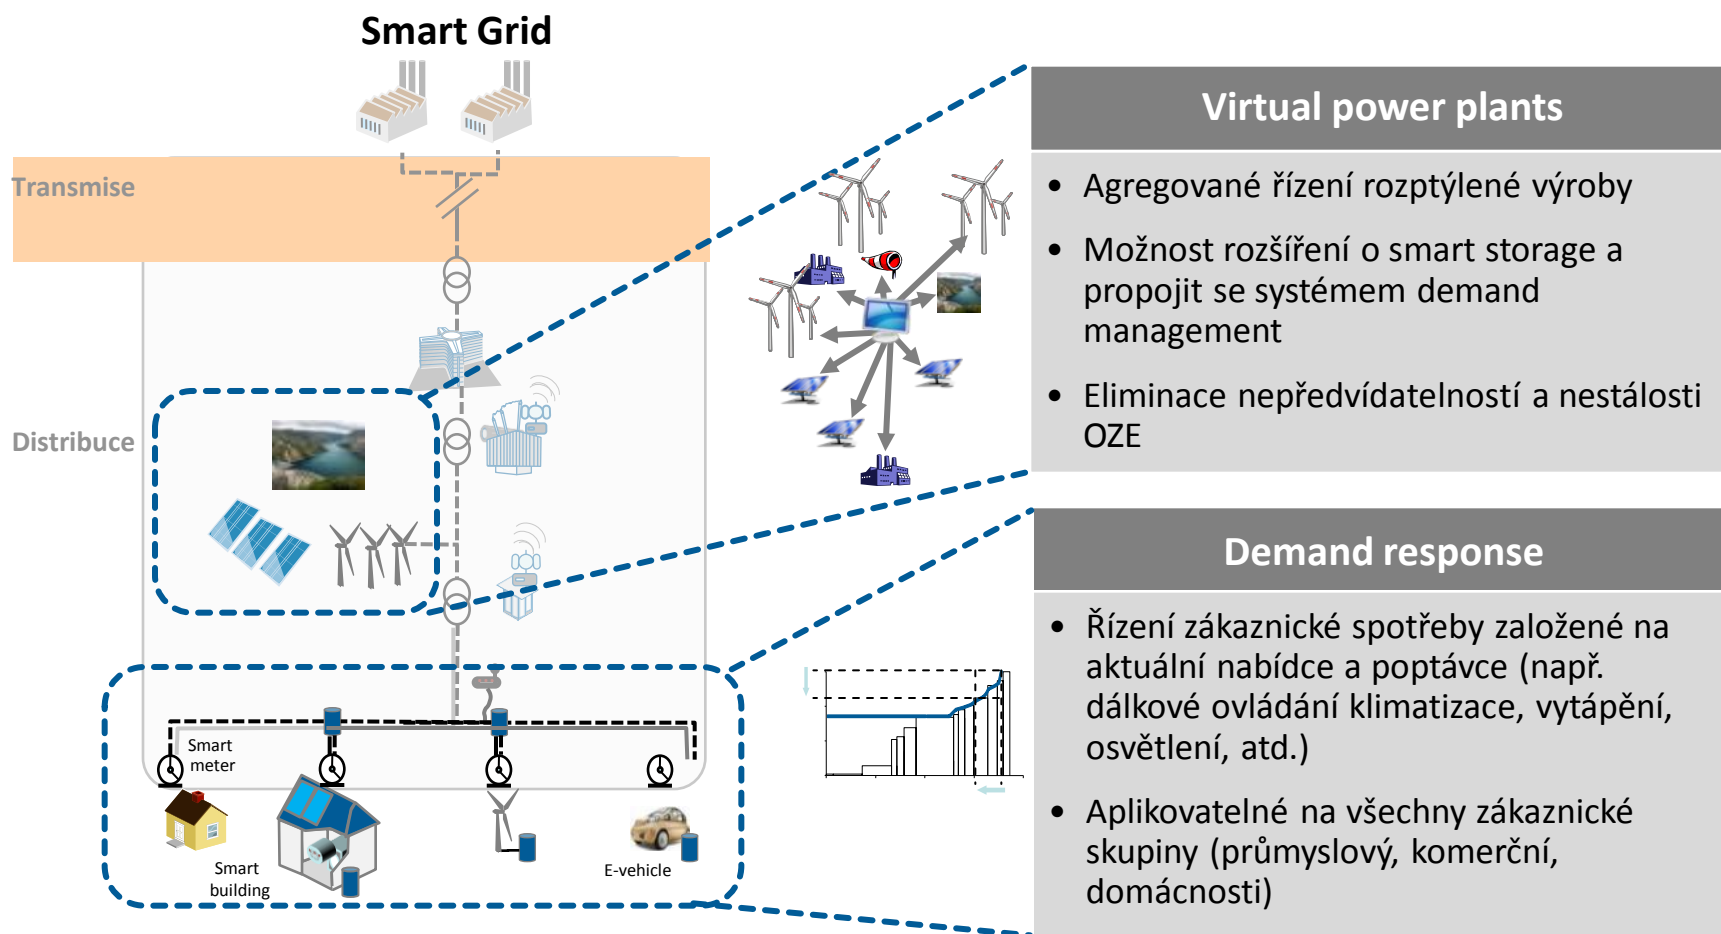 Smart Grid
Transmise
Distribuce
Smart
meter
Smart
building
E-vehicle
Virtual power plants
• Agregované řízení rozptýlené výroby
• Možnost rozšíření o smart storage a
propojit se systémem demand
management
• Eliminace nepředvídatelností a nestálosti
OZE
Demand response
• Řízení zákaznické spotřeby založené na
aktuální nabídce a poptávce (např.
dálkové ovládání klimatizace, vytápění,
osvětlení, atd.)
• Aplikovatelné na všechny zákaznické
skupiny (průmyslový, komerční,
domácnosti)